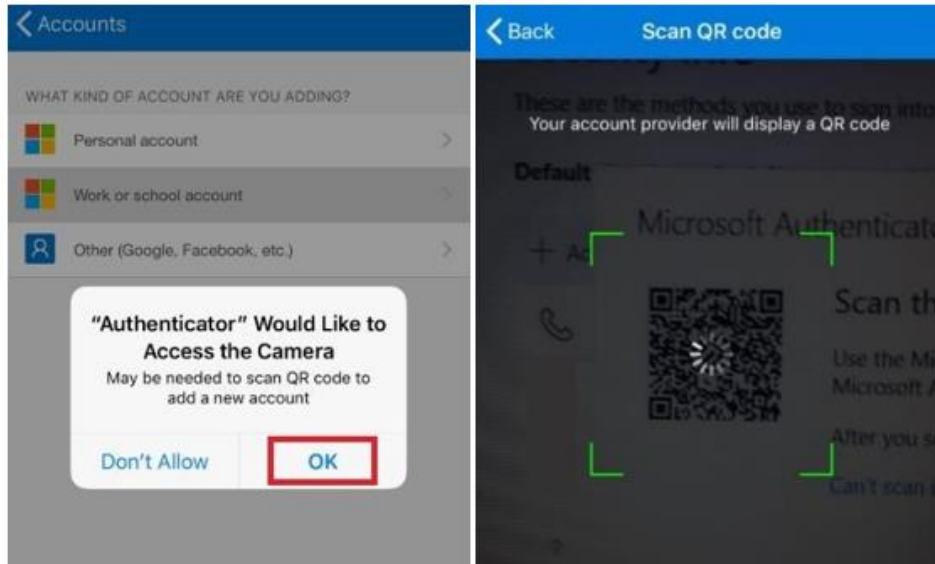 Accounts
WHAT KIND OF ACCOUNT ARE YOU ADDING?
Personal account
Work or school account
Other (Google, Facebook, etc.)
“Authenticator” Would Like to
Access the Camera
May be needed to scan QR code to
add a new account
Don't Allow
OK
Back
Scan QR code
These are the methods you use to sign into
Your account provider will display a QR code
Default
Microsoft
Scan
Use the
Microsoft
After you
Can't scan